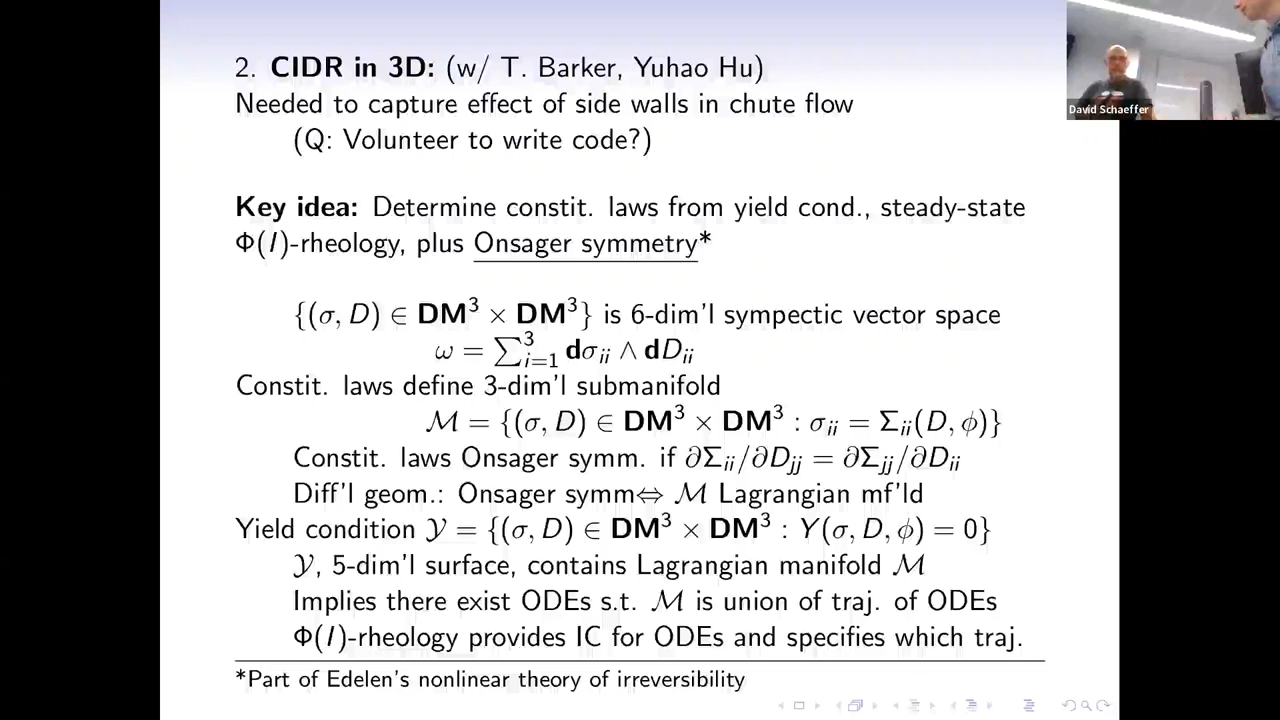 2. CIDR in 3D: (w/ T. Barker, Yuhao Hu)
Needed to capture effect of side walls in chute flow
(Q: Volunteer to write code?)
Key idea: Determine constit. laws from yield cond., steady-state
Φ(I)-rheology, plus Onsager symmetry*
{(σ, D) ∈ DM³ × DM³} is 6-dim'l sympectic vector space
ω = ∑³ᵢ₌₁ dσᵢᵢ ∧ dDᵢᵢ
Constit. laws define 3-dim'l submanifold
ℳ = {(σ, D) ∈ DM³ × DM³ : σᵢᵢ = Σᵢᵢ(D, ϕ)}
Constit. laws Onsager symm. if ∂Σᵢᵢ/∂Dⱼⱼ = ∂Σⱼⱼ/∂Dᵢᵢ
Diff'l geom.: Onsager symm⇔ ℳ Lagrangian mf'ld
Yield condition 𝒴 = {(σ, D) ∈ DM³ × DM³ : Y(σ, D, ϕ) = 0}
𝒴, 5-dim'l surface, contains Lagrangian manifold ℳ
Implies there exist ODEs s.t. ℳ is union of traj. of ODEs
Φ(I)-rheology provides IC for ODEs and specifies which traj.
*Part of Edelen's nonlinear theory of irreversibility
David Schaeffer